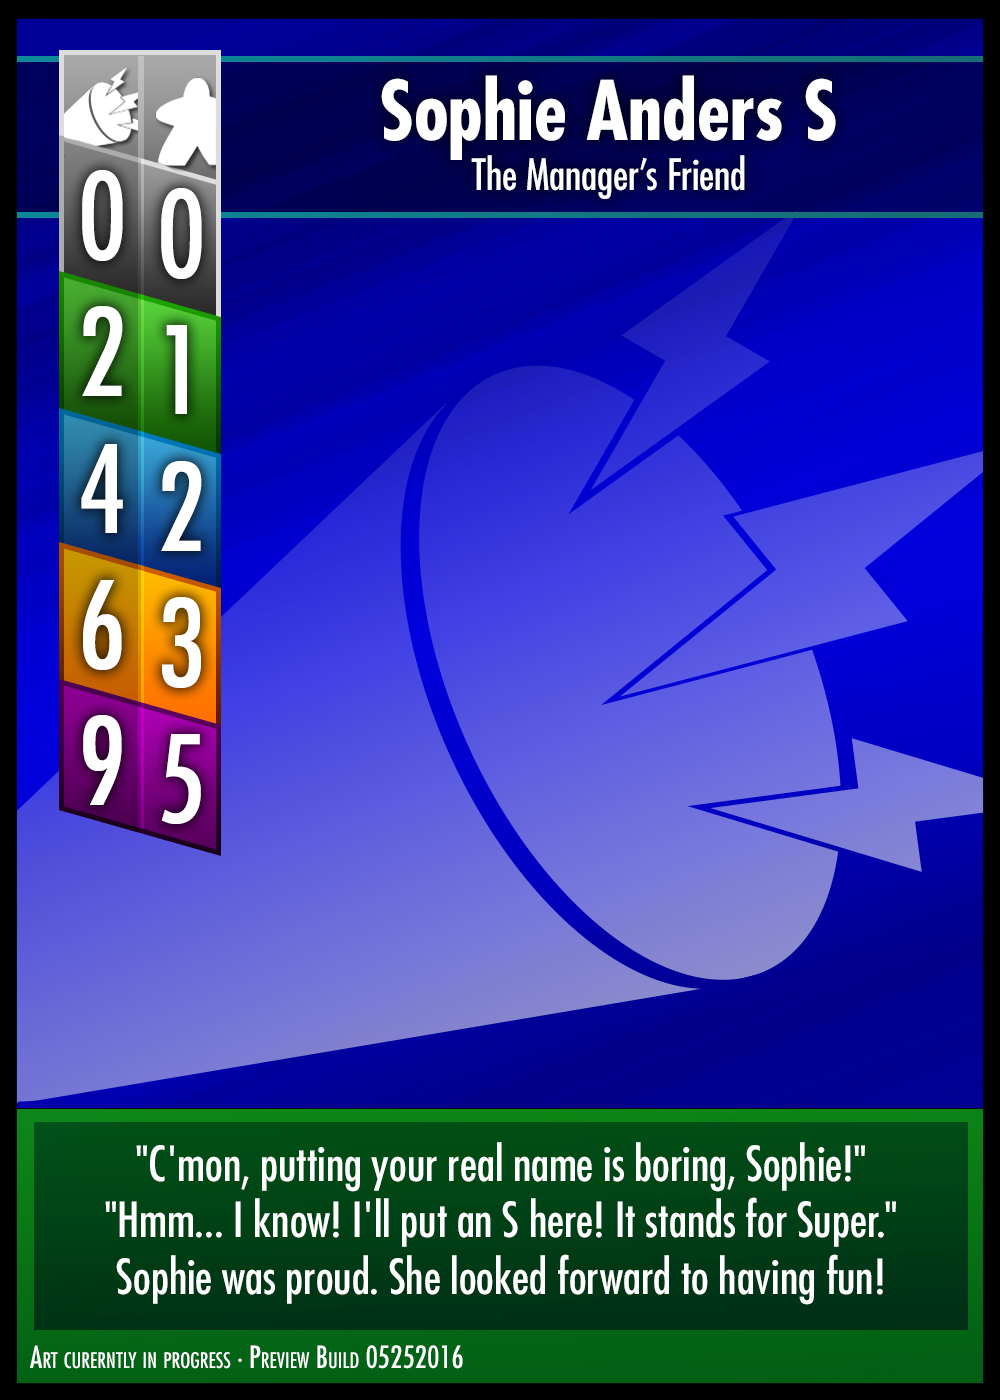 Sophie Anders S
The Manager's Friend
0 0
2 1
4 2
6 3
9 5
"C'mon, putting your real name is boring, Sophie!"
"Hmm... I know! I'll put an S here! It stands for Super."
Sophie was proud. She looked forward to having fun!
Art curerntly in progress · Preview Build 05252016